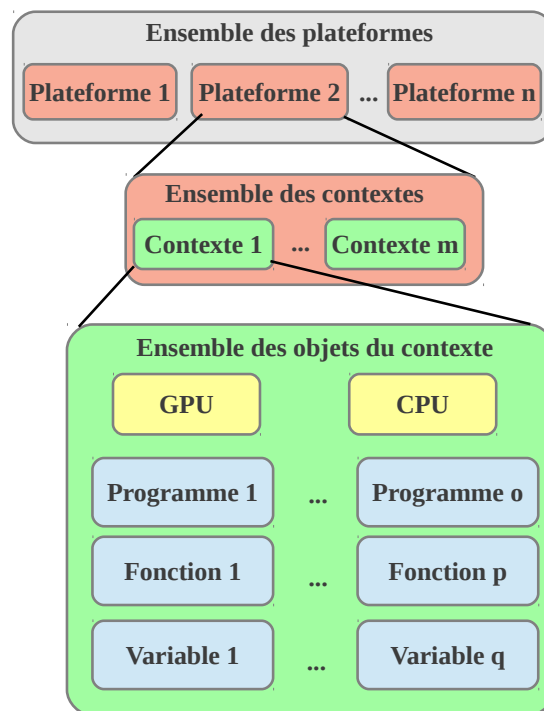 Ensemble des plateformes
Plateforme 1 Plateforme 2 ... Plateforme n
Ensemble des contextes
Contexte 1 ... Contexte m
Ensemble des objets du contexte
GPU CPU
Programme 1 ... Programme o
Fonction 1 ... Fonction p
Variable 1 ... Variable q